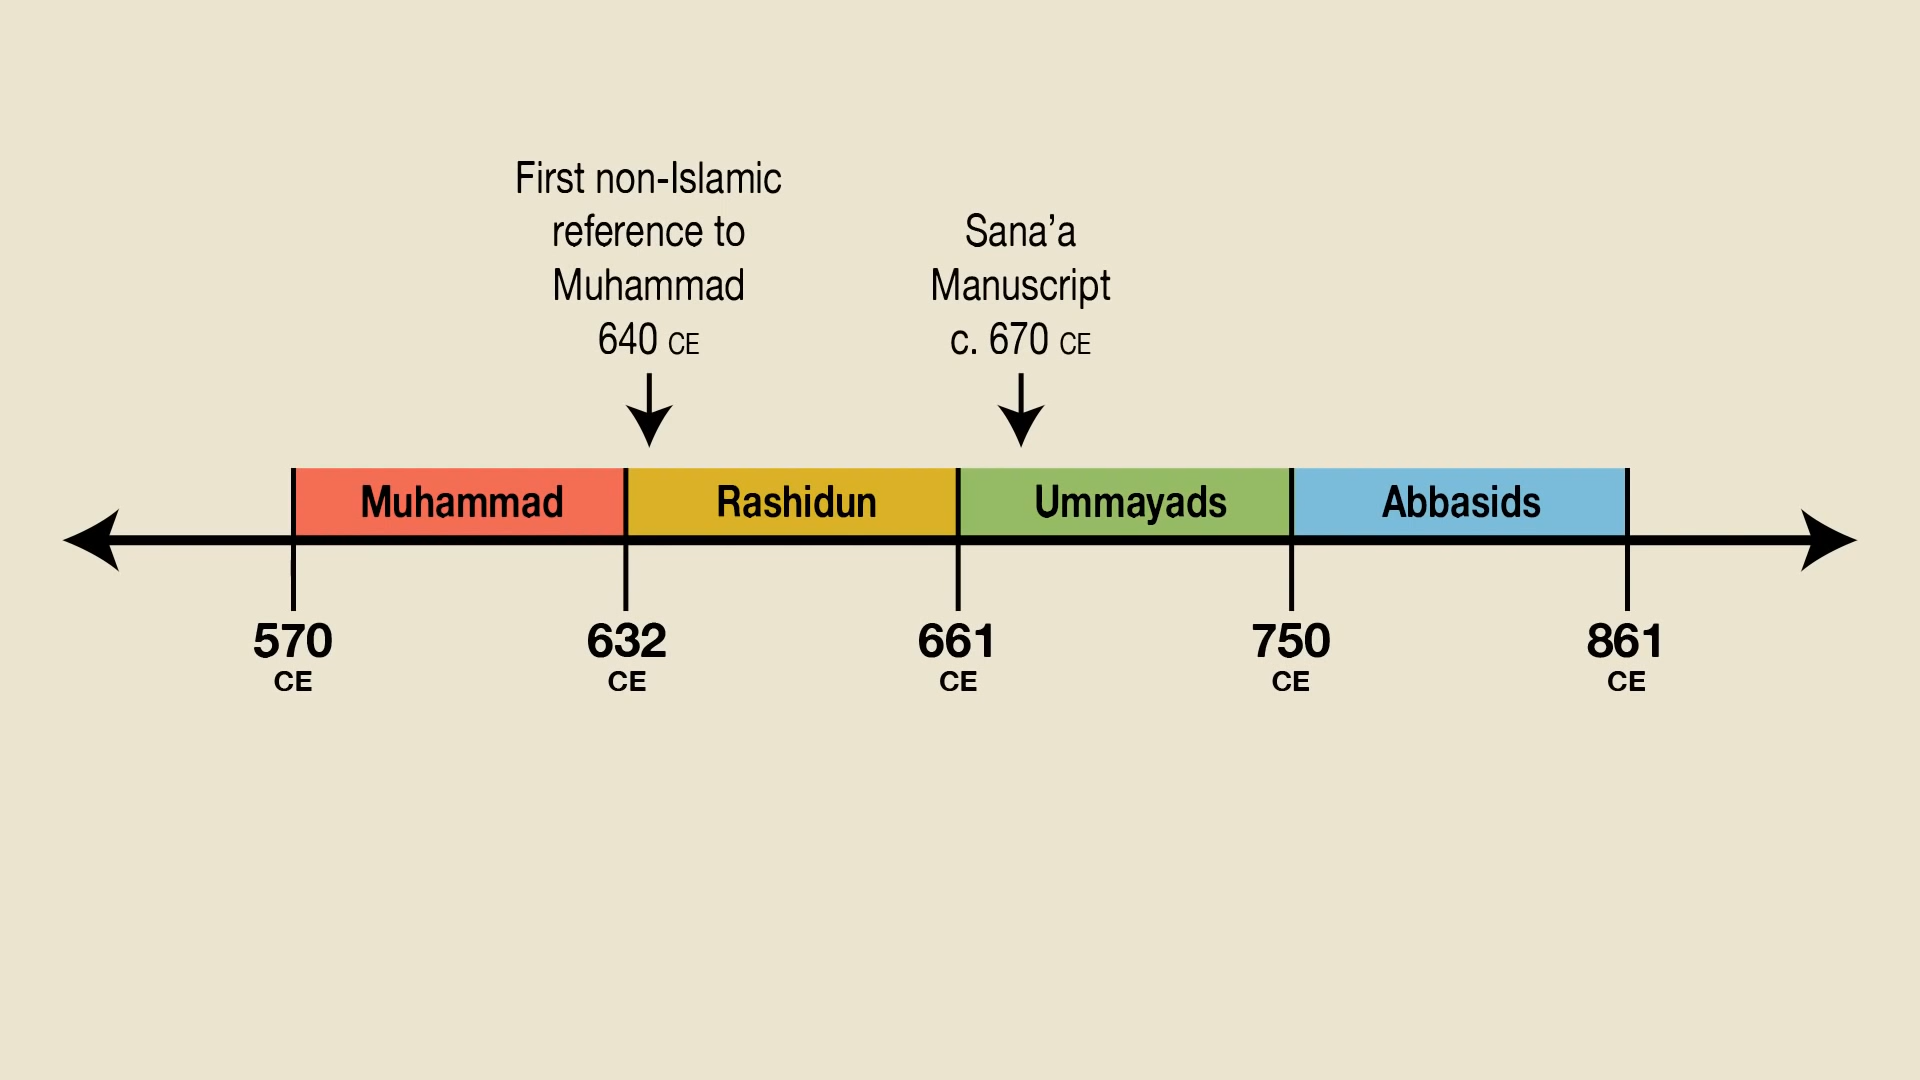 First non-Islamic
reference to
Muhammad
640 CE
Sana’a
Manuscript
c. 670 CE
Muhammad
Rashidun
Ummayads
Abbasids
570
CE
632
CE
661
CE
750
CE
861
CE